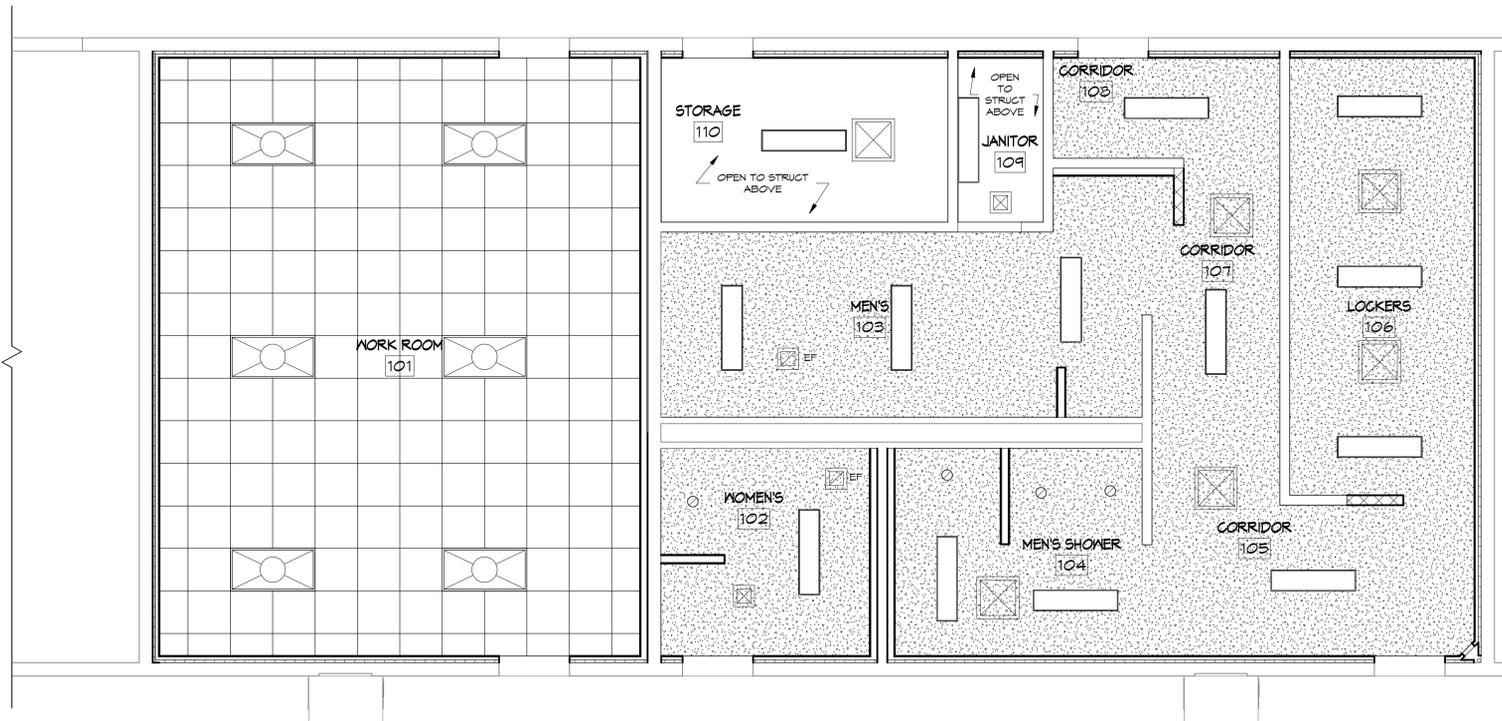 WORK ROOM
101
STORAGE
110
OPEN TO STRUCT
ABOVE
OPEN
TO
STRUCT
ABOVE
JANITOR
109
CORRIDOR
108
CORRIDOR
107
LOCKERS
106
MEN'S
103
EF
WOMEN'S
102
EF
MEN'S SHOWER
104
CORRIDOR
105